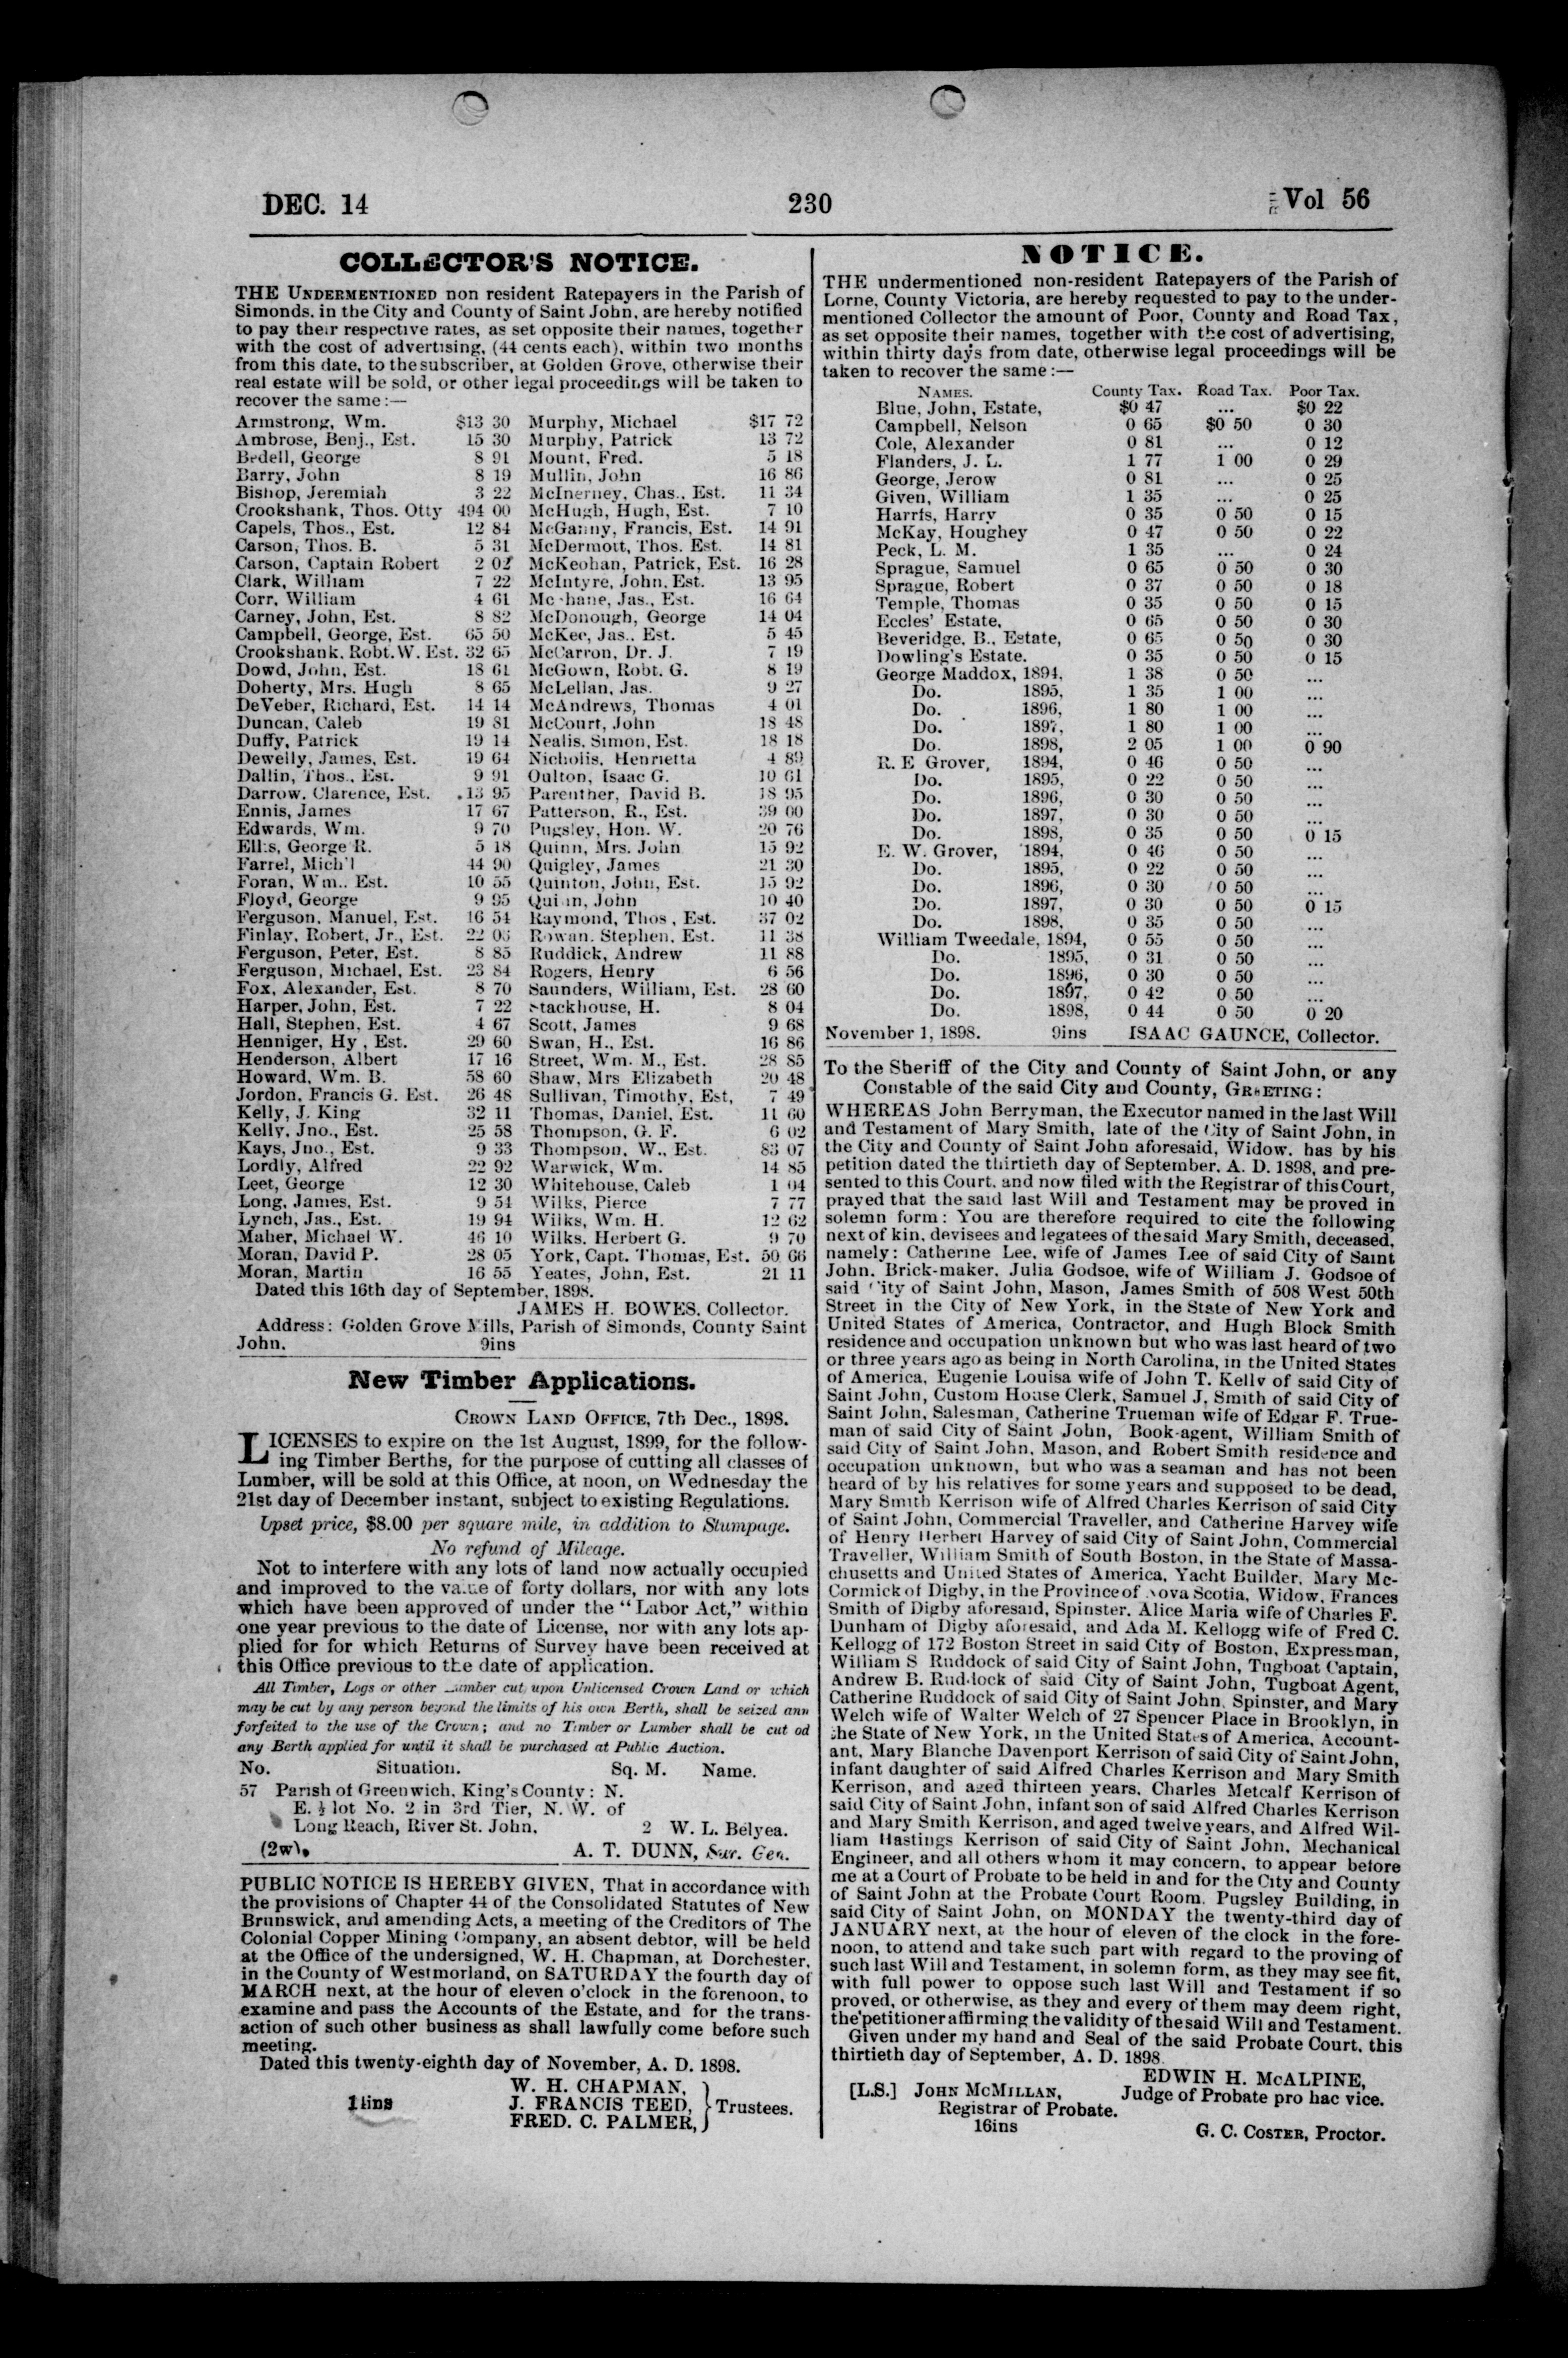 DEC. 14
230
Vol 56
COLLECTOR'S NOTICE.
THE UNDERMENTIONED non resident Ratepayers in the Parish of
Simonds. in the City and County of Saint John, are hereby notified
to pay their respective rates, as set opposite their names, together
with the cost of advertising, (44 cents each), within two months
from this date, to the subscriber, at Golden Grove, otherwise their
real estate will be sold, or other legal proceedings will be taken to
recover the same :—
Armstrong, Wm. $13 30 Murphy, Michael $17 72
Ambrose, Benj., Est. 15 30 Murphy, Patrick 13 72
Bedell, George 8 91 Mount, Fred. 5 18
Barry, John 8 19 Mullin, John 16 86
Bishop, Jeremiah 3 22 McInerney, Chas., Est. 11 34
Crookshank, Thos. Otty 494 00 McHugh, Hugh, Est. 7 10
Capels, Thos., Est. 12 84 McGanny, Francis, Est. 14 91
Carson, Thos. B. 5 31 McDermott, Thos. Est. 14 81
Carson, Captain Robert 2 02 McKeohan, Patrick, Est. 16 28
Clark, William 7 22 McIntyre, John, Est. 13 95
Corr, William 4 61 Mc-hane, Jas., Est. 16 64
Carney, John, Est. 8 82 McDonough, George 14 04
Campbell, George, Est. 65 50 McKee, Jas.. Est. 5 45
Crookshank, Robt. W. Est. 32 65 McCarron, Dr. J. 7 19
Dowd, John, Est. 18 61 McGown, Robt. G. 8 19
Doherty, Mrs. Hugh 8 65 McLellan, Jas. 9 27
DeVeber, Richard, Est. 14 14 McAndrews, Thomas 4 01
Duncan, Caleb 19 81 McCourt, John 18 48
Duffy, Patrick 19 14 Nealis, Simon, Est. 18 18
Dewelly, James, Est. 19 64 Nicholis, Henrietta 4 89
Dallin, Thos., Est. 9 91 Oulton, Isaac G. 10 61
Darrow, Clarence, Est. 13 95 Parenther, David B. 18 95
Ennis, James 17 67 Patterson, R., Est. 39 00
Edwards, Wm. 9 70 Pugsley, Hon. W. 20 76
Ellis, George R. 5 18 Quinn, Mrs. John 15 92
Farrel, Mich'l 44 90 Quigley, James 21 30
Foran, Wm.. Est. 10 55 Quinton, John, Est. 15 92
Floyd, George 9 95 Quinn, John 10 40
Ferguson, Manuel, Est. 16 54 Raymond, Thos, Est. 37 02
Finlay, Robert, Jr., Est. 22 03 Rowan. Stephen, Est. 11 38
Ferguson, Peter, Est. 8 85 Ruddick, Andrew 11 88
Ferguson, Michael, Est. 23 84 Rogers, Henry 6 56
Fox, Alexander, Est. 8 70 Saunders, William, Est. 28 60
Harper, John, Est. 7 22 Stackhouse, H. 8 04
Hall, Stephen, Est. 4 67 Scott, James 9 68
Henniger, Hy, Est. 29 60 Swan, H., Est. 16 86
Henderson, Albert 17 16 Street, Wm. M., Est. 28 85
Howard, Wm. B. 58 60 Shaw, Mrs Elizabeth 20 48
Jordon, Francis G. Est. 26 48 Sullivan, Timothy, Est, 7 49
Kelly, J. King 32 11 Thomas, Daniel, Est. 11 60
Kelly, Jno., Est. 25 58 Thompson, G. F. 6 02
Kays, Jno., Est. 9 33 Thompson, W., Est. 83 07
Lordly, Alfred 22 92 Warwick, Wm. 14 85
Leet, George 12 30 Whitehouse, Caleb 1 04
Long, James, Est. 9 54 Wilks, Pierce 7 77
Lynch, Jas., Est. 19 94 Wilks, Wm. H. 12 62
Maher, Michael W. 46 10 Wilks. Herbert G. 9 70
Moran, David P. 28 05 York, Capt. Thomas, Est. 50 66
Moran, Martin 16 55 Yeates, John, Est. 21 11
Dated this 16th day of September, 1898.
JAMES H. BOWES, Collector.
Address: Golden Grove Mills, Parish of Simonds, County Saint
John. 9ins
New Timber Applications.
CROWN LAND OFFICE, 7th Dec., 1898.
LICENSES to expire on the 1st August, 1899, for the follow-
ing Timber Berths, for the purpose of cutting all classes of
Lumber, will be sold at this Office, at noon, on Wednesday the
21st day of December instant, subject to existing Regulations.
Upset price, $8.00 per square mile, in addition to Stumpage.
No refund of Mileage.
Not to interfere with any lots of land now actually occupied
and improved to the value of forty dollars, nor with any lots
which have been approved of under the "Labor Act," within
one year previous to the date of License, nor with any lots ap-
plied for for which Returns of Survey have been received at
this Office previous to the date of application.
All Timber, Logs or other Lumber cut upon Unlicensed Crown Land or which
may be cut by any person beyond the limits of his own Berth, shall be seized ann
forfeited to the use of the Crown; and no Timber or Lumber shall be cut od
any Berth applied for until it shall be purchased at Public Auction.
No. Situation. Sq. M. Name.
57 Parish of Greenwich, King's County: N.
E. ½ lot No. 2 in 3rd Tier, N. W. of
Long Reach, River St. John. 2 W. L. Belyea.
(2w). A. T. DUNN, Sur. Gen.
PUBLIC NOTICE IS HEREBY GIVEN, That in accordance with
the provisions of Chapter 44 of the Consolidated Statutes of New
Brunswick, and amending Acts, a meeting of the Creditors of The
Colonial Copper Mining Company, an absent debtor, will be held
at the Office of the undersigned, W. H. Chapman, at Dorchester,
in the County of Westmorland, on SATURDAY the fourth day of
MARCH next, at the hour of eleven o'clock in the forenoon, to
examine and pass the Accounts of the Estate, and for the trans-
action of such other business as shall lawfully come before such
meeting.
Dated this twenty-eighth day of November, A. D. 1898.
W. H. CHAPMAN,
11ins J. FRANCIS TEED, } Trustees.
FRED. C. PALMER,
NOTICE.
THE undermentioned non-resident Ratepayers of the Parish of
Lorne, County Victoria, are hereby requested to pay to the under-
mentioned Collector the amount of Poor, County and Road Tax,
as set opposite their names, together with the cost of advertising,
within thirty days from date, otherwise legal proceedings will be
taken to recover the same :—
NAMES. County Tax. Road Tax. Poor Tax.
Blue, John, Estate, $0 47 ... $0 22
Campbell, Nelson 0 65 $0 50 0 30
Cole, Alexander 0 81 ... 0 12
Flanders, J. L. 1 77 1 00 0 29
George, Jerow 0 81 ... 0 25
Given, William 1 35 ... 0 25
Harris, Harry 0 35 0 50 0 15
McKay, Houghey 0 47 0 50 0 22
Peck, L. M. 1 35 ... 0 24
Sprague, Samuel 0 65 0 50 0 30
Sprague, Robert 0 37 0 50 0 18
Temple, Thomas 0 35 0 50 0 15
Eccles' Estate, 0 65 0 50 0 30
Beveridge. B., Estate, 0 65 0 50 0 30
Dowling's Estate. 0 35 0 50 0 15
George Maddox, 1894, 1 38 0 50 ...
Do. 1895, 1 35 1 00 ...
Do. 1896, 1 80 1 00 ...
Do. 1897, 1 80 1 00 ...
Do. 1898, 2 05 1 00 0 90
R. E Grover, 1894, 0 46 0 50 ...
Do. 1895, 0 22 0 50 ...
Do. 1896, 0 30 0 50 ...
Do. 1897, 0 30 0 50 ...
Do. 1898, 0 35 0 50 0 15
E. W. Grover, 1894, 0 46 0 50 ...
Do. 1895, 0 22 0 50 ...
Do. 1896, 0 30 0 50 ...
Do. 1897, 0 30 0 50 0 15
Do. 1898, 0 35 0 50 ...
William Tweedale, 1894, 0 55 0 50 ...
Do. 1895, 0 31 0 50 ...
Do. 1896, 0 30 0 50 ...
Do. 1897, 0 42 0 50 ...
Do. 1898, 0 44 0 50 0 20
November 1, 1898. 9ins ISAAC GAUNCE, Collector.
To the Sheriff of the City and County of Saint John, or any
Constable of the said City and County, GREETING:
WHEREAS John Berryman, the Executor named in the last Will
and Testament of Mary Smith, late of the City of Saint John, in
the City and County of Saint John aforesaid, Widow. has by his
petition dated the thirtieth day of September, A. D. 1898, and pre-
sented to this Court, and now filed with the Registrar of this Court,
prayed that the said last Will and Testament may be proved in
solemn form: You are therefore required to cite the following
next of kin, devisees and legatees of the said Mary Smith, deceased,
namely: Catherine Lee, wife of James Lee of said City of Saint
John, Brick-maker, Julia Godsoe, wife of William J. Godsoe of
said City of Saint John, Mason, James Smith of 508 West 50th
Street in the City of New York, in the State of New York and
United States of America, Contractor, and Hugh Block Smith
residence and occupation unknown but who was last heard of two
or three years ago as being in North Carolina, in the United States
of America, Eugenie Louisa wife of John T. Kelly of said City of
Saint John, Custom House Clerk, Samuel J. Smith of said City of
Saint John, Salesman, Catherine Trueman wife of Edgar F. True-
man of said City of Saint John, Book-agent, William Smith of
said City of Saint John, Mason, and Robert Smith residence and
occupation unknown, but who was a seaman and has not been
heard of by his relatives for some years and supposed to be dead,
Mary Smith Kerrison wife of Alfred Charles Kerrison of said City
of Saint John, Commercial Traveller, and Catherine Harvey wife
of Henry Herbert Harvey of said City of Saint John, Commercial
Traveller, William Smith of South Boston, in the State of Massa-
chusetts and United States of America, Yacht Builder, Mary Mc-
Cormick of Digby, in the Province of Nova Scotia, Widow, Frances
Smith of Digby aforesaid, Spinster. Alice Maria wife of Charles F.
Dunham of Digby aforesaid, and Ada M. Kellogg wife of Fred C.
Kellogg of 172 Boston Street in said City of Boston, Expressman,
William S Ruddock of said City of Saint John, Tugboat Captain,
Andrew B. Ruddock of said City of Saint John, Tugboat Agent,
Catherine Ruddock of said City of Saint John, Spinster, and Mary
Welch wife of Walter Welch of 27 Spencer Place in Brooklyn, in
the State of New York, in the United States of America, Account-
ant, Mary Blanche Davenport Kerrison of said City of Saint John,
infant daughter of said Alfred Charles Kerrison and Mary Smith
Kerrison, and aged thirteen years, Charles Metcalf Kerrison of
said City of Saint John, infant son of said Alfred Charles Kerrison
and Mary Smith Kerrison, and aged twelve years, and Alfred Wil-
liam Hastings Kerrison of said City of Saint John, Mechanical
Engineer, and all others whom it may concern, to appear before
me at a Court of Probate to be held in and for the City and County
of Saint John at the Probate Court Room, Pugsley Building, in
said City of Saint John, on MONDAY the twenty-third day of
JANUARY next, at the hour of eleven of the clock in the fore-
noon, to attend and take such part with regard to the proving of
such last Will and Testament, in solemn form, as they may see fit,
with full power to oppose such last Will and Testament if so
proved, or otherwise, as they and every of them may deem right,
the petitioner affirming the validity of the said Will and Testament.
Given under my hand and Seal of the said Probate Court, this
thirtieth day of September, A. D. 1898.
EDWIN H. McALPINE,
[L.S.] JOHN MCMILLAN, Judge of Probate pro hac vice.
Registrar of Probate.
16ins G. C. COSTER, Proctor.